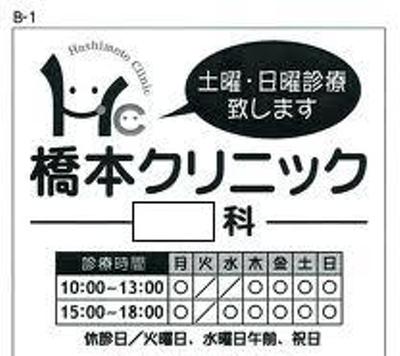 B-1
Hashimoto Clinic
土曜・日曜診療
致します
Hc
橋本クリニック
科
診療時間 月 火 水 木 金 土 日
10:00~13:00 ○ ／ ／ ○ ○ ○ ○
15:00~18:00 ○ ／ ○ ○ ○ ○ ○
休診日／火曜日、水曜日午前、祝日